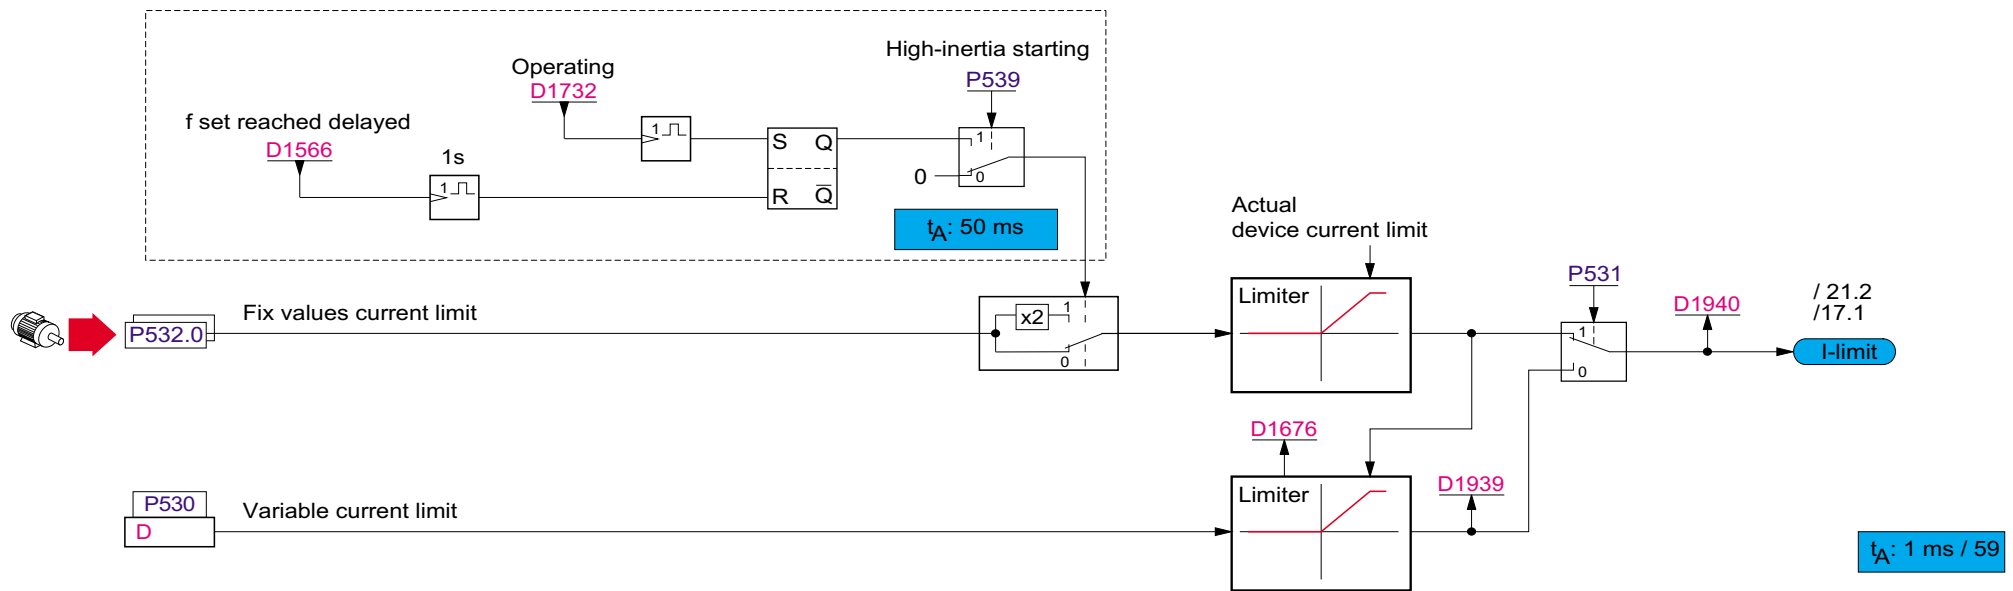 High-inertia starting
P539
Operating
D1732
f set reached delayed
D1566
1s
1
1
S Q
R Q̅
1
0
0
tA: 50 ms
Actual
device current limit
P532.0
Fix values current limit
x2
1
0
Limiter
P531
1
0
D1940
/ 21.2
/17.1
I-limit
D1676
P530
D
Variable current limit
Limiter
D1939
tA: 1 ms / 59